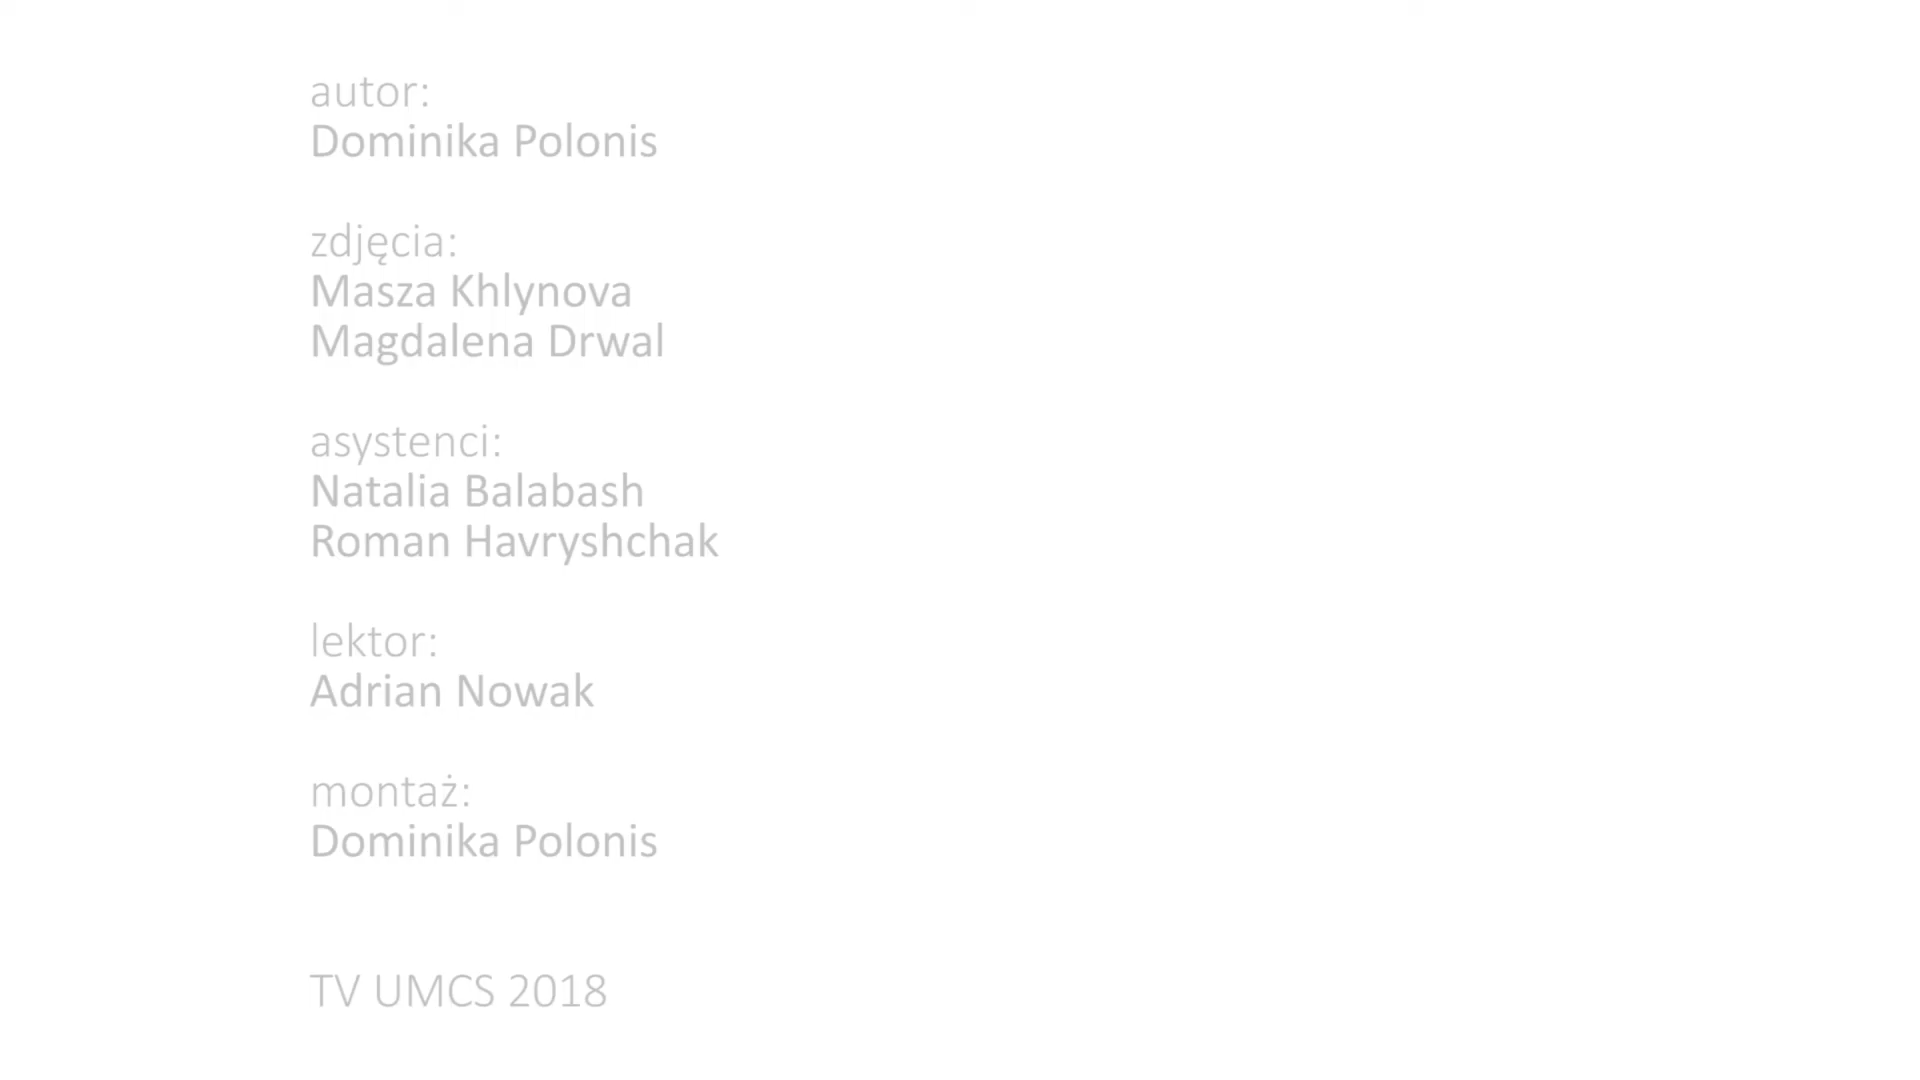 autor:
Dominika Polonis
zdjęcia:
Masza Khlynova
Magdalena Drwal
asystenci:
Natalia Balabash
Roman Havryshchak
lektor:
Adrian Nowak
montaż:
Dominika Polonis
TV UMCS 2018